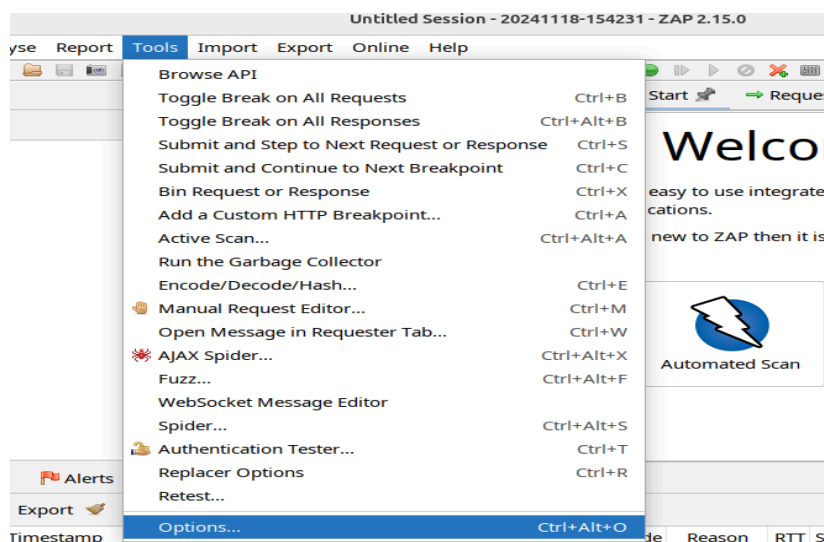 Untitled Session - 20241118-154231 - ZAP 2.15.0
yse Report Tools Import Export Online Help
Browse API
Toggle Break on All Requests Ctrl+B
Start Reque
Toggle Break on All Responses Ctrl+Alt+B
Submit and Step to Next Request or Response Ctrl+S
Welco
Submit and Continue to Next Breakpoint Ctrl+C
Bin Request or Response Ctrl+X
easy to use integrate
Add a Custom HTTP Breakpoint... Ctrl+A
cations.
Active Scan... Ctrl+Alt+A
new to ZAP then it is
Run the Garbage Collector
Encode/Decode/Hash... Ctrl+E
Manual Request Editor... Ctrl+M
Open Message in Requester Tab... Ctrl+W
AJAX Spider... Ctrl+Alt+X
Automated Scan
Fuzz... Ctrl+Alt+F
WebSocket Message Editor
Spider... Ctrl+Alt+S
Authentication Tester... Ctrl+T
Replacer Options Ctrl+R
Alerts
Retest...
Export
Options... Ctrl+Alt+O
Timestamp de Reason RTT S